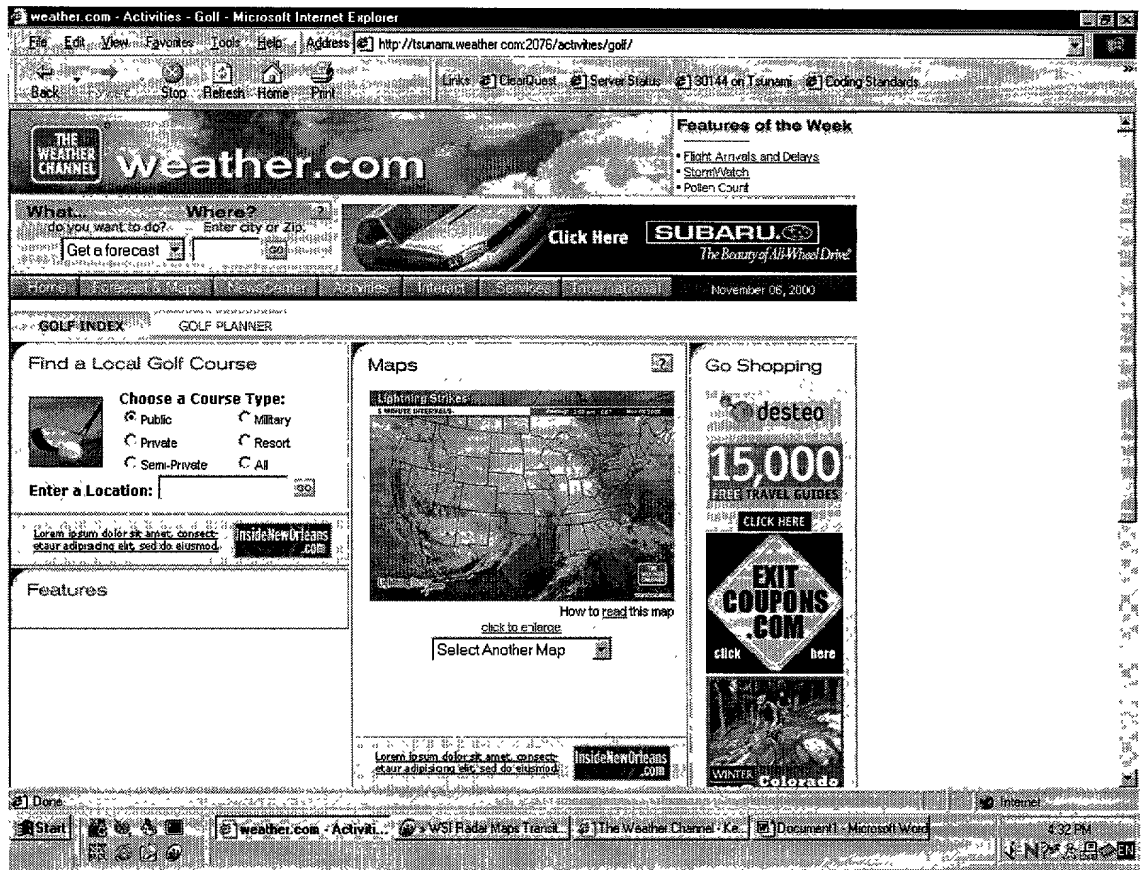 weather.com - Activities - Golf - Microsoft Internet Explorer
File Edit View Favorites Tools Help Address http://tsunami.weather.com:2076/activities/golf/
Back Stop Refresh Home Print Links ClearQuest Server Status 30144 on Tsunami Coding Standards
THE WEATHER CHANNEL
weather.com
Features of the Week
• Flight Arrivals and Delays
• StormWatch
• Pollen Count
What... Where? ?
do you want to do? Enter city or Zip.
Get a forecast GO
Click Here SUBARU.
The Beauty of All-Wheel Drive
Home Forecast & Maps NewsCenter Activities Interact Services International November 06, 2000
GOLF INDEX GOLF PLANNER
Find a Local Golf Course
Choose a Course Type:
Public Military
Private Resort
Semi-Private All
Enter a Location: GO
Lorem ipsum dolor sit amet, consect-
etaur adipisicing elit, sed do eiusmod.
InsideNewOrleans
.com
Features
Maps ?
Lightning Strikes
5 MINUTE INTERVALS
How to read this map
click to enlarge
Select Another Map
Lorem ipsum dolor sit amet, consect-
etaur adipisicing elit, sed do eiusmod.
InsideNewOrleans
.com
Go Shopping
desteo
15,000
FREE TRAVEL GUIDES
CLICK HERE
EXIT
COUPONS
.COM
click here
WINTER Colorado
Done Internet
Start weather.com - Activiti... WSI Radar Maps Transit... The Weather Channel - Ke... Document1 - Microsoft Word 4:32 PM
EN